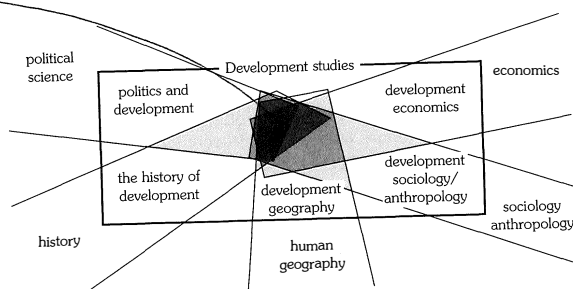 political
science
Development studies
economics
politics and
development
development
economics
the history of
development
development
geography
development
sociology/
anthropology
history
human
geography
sociology
anthropology